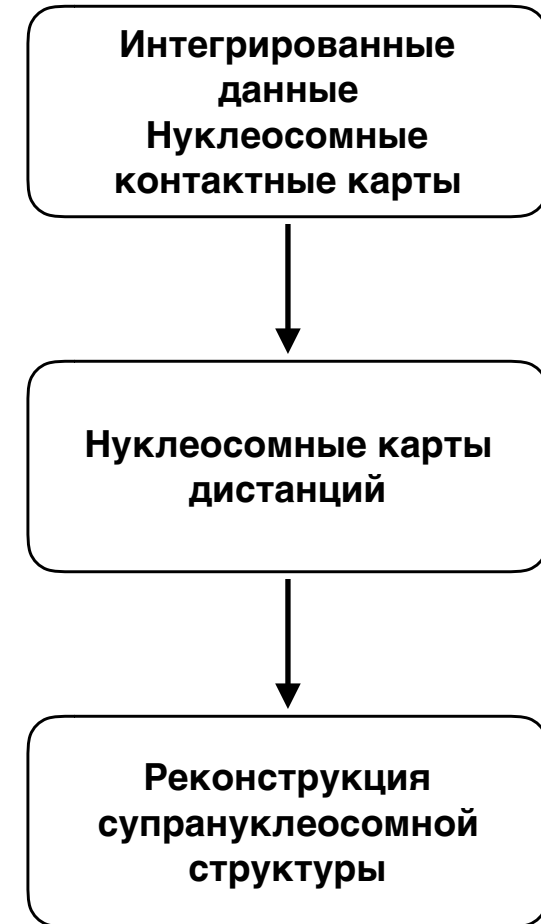 Интегрированные
данные
Нуклеосомные
контактные карты
Нуклеосомные карты
дистанций
Реконструкция
супрануклеосомной
структуры